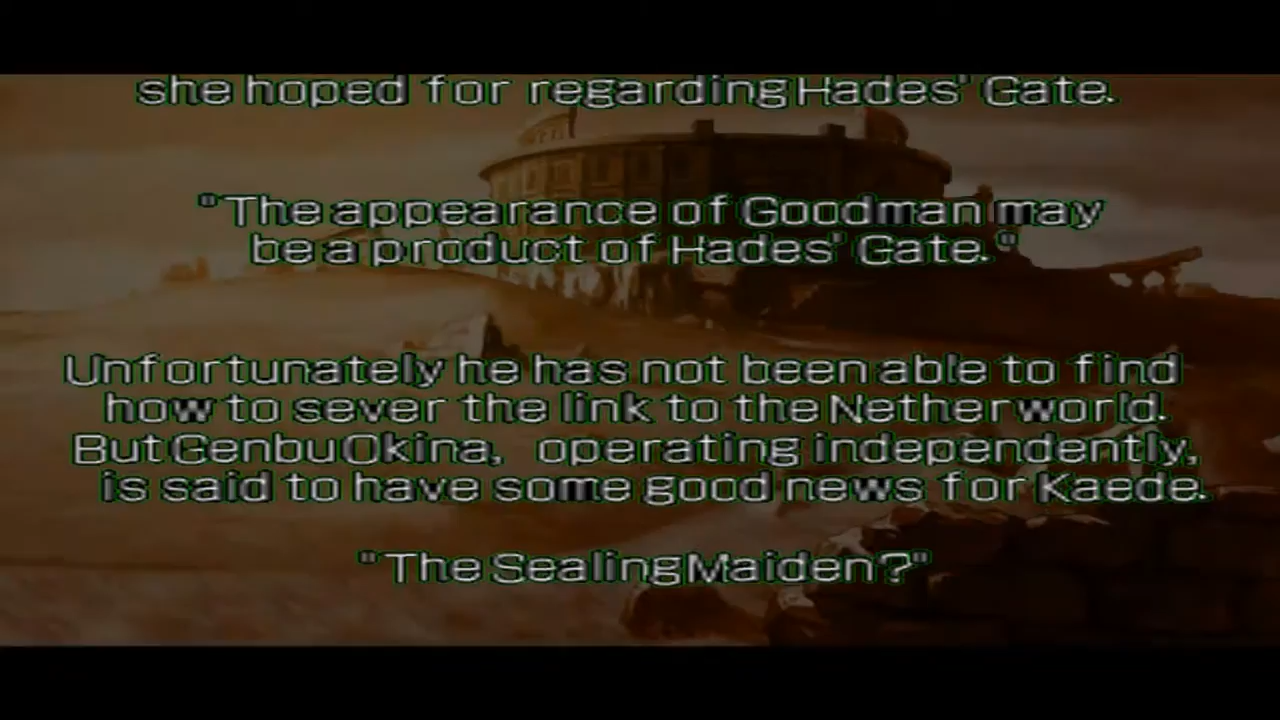 she hoped for regarding Hades' Gate.
"The appearance of Goodman may
be a product of Hades' Gate."
Unfortunately he has not been able to find
how to sever the link to the Netherworld.
But Genbu Okina, operating independently,
is said to have some good news for Kaede.
"The Sealing Maiden?"